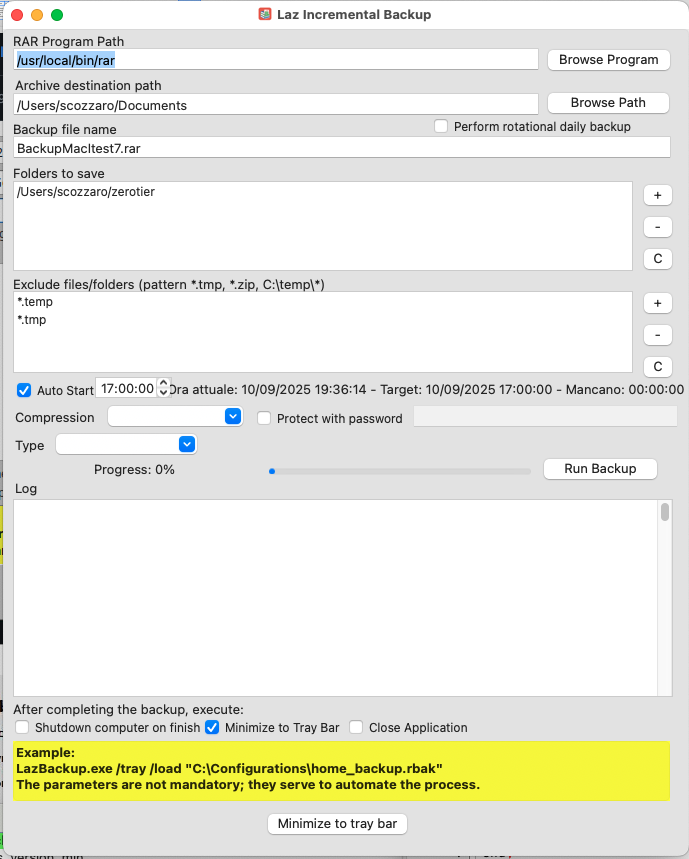 Laz Incremental Backup
RAR Program Path
/usr/local/bin/rar
Browse Program
Archive destination path
/Users/scozzaro/Documents
Browse Path
Backup file name
Perform rotational daily backup
BackupMacItest7.rar
Folders to save
/Users/scozzaro/zerotier
+
-
C
Exclude files/folders (pattern *.tmp, *.zip, C:\temp\*)
*.temp
*.tmp
+
-
C
Auto Start 17:00:00 Ora attuale: 10/09/2025 19:36:14 - Target: 10/09/2025 17:00:00 - Mancano: 00:00:00
Compression
Protect with password
Type
Progress: 0%
Run Backup
Log
After completing the backup, execute:
Shutdown computer on finish Minimize to Tray Bar Close Application
Example:
LazBackup.exe /tray /load "C:\Configurations\home_backup.rbak"
The parameters are not mandatory; they serve to automate the process.
Minimize to tray bar